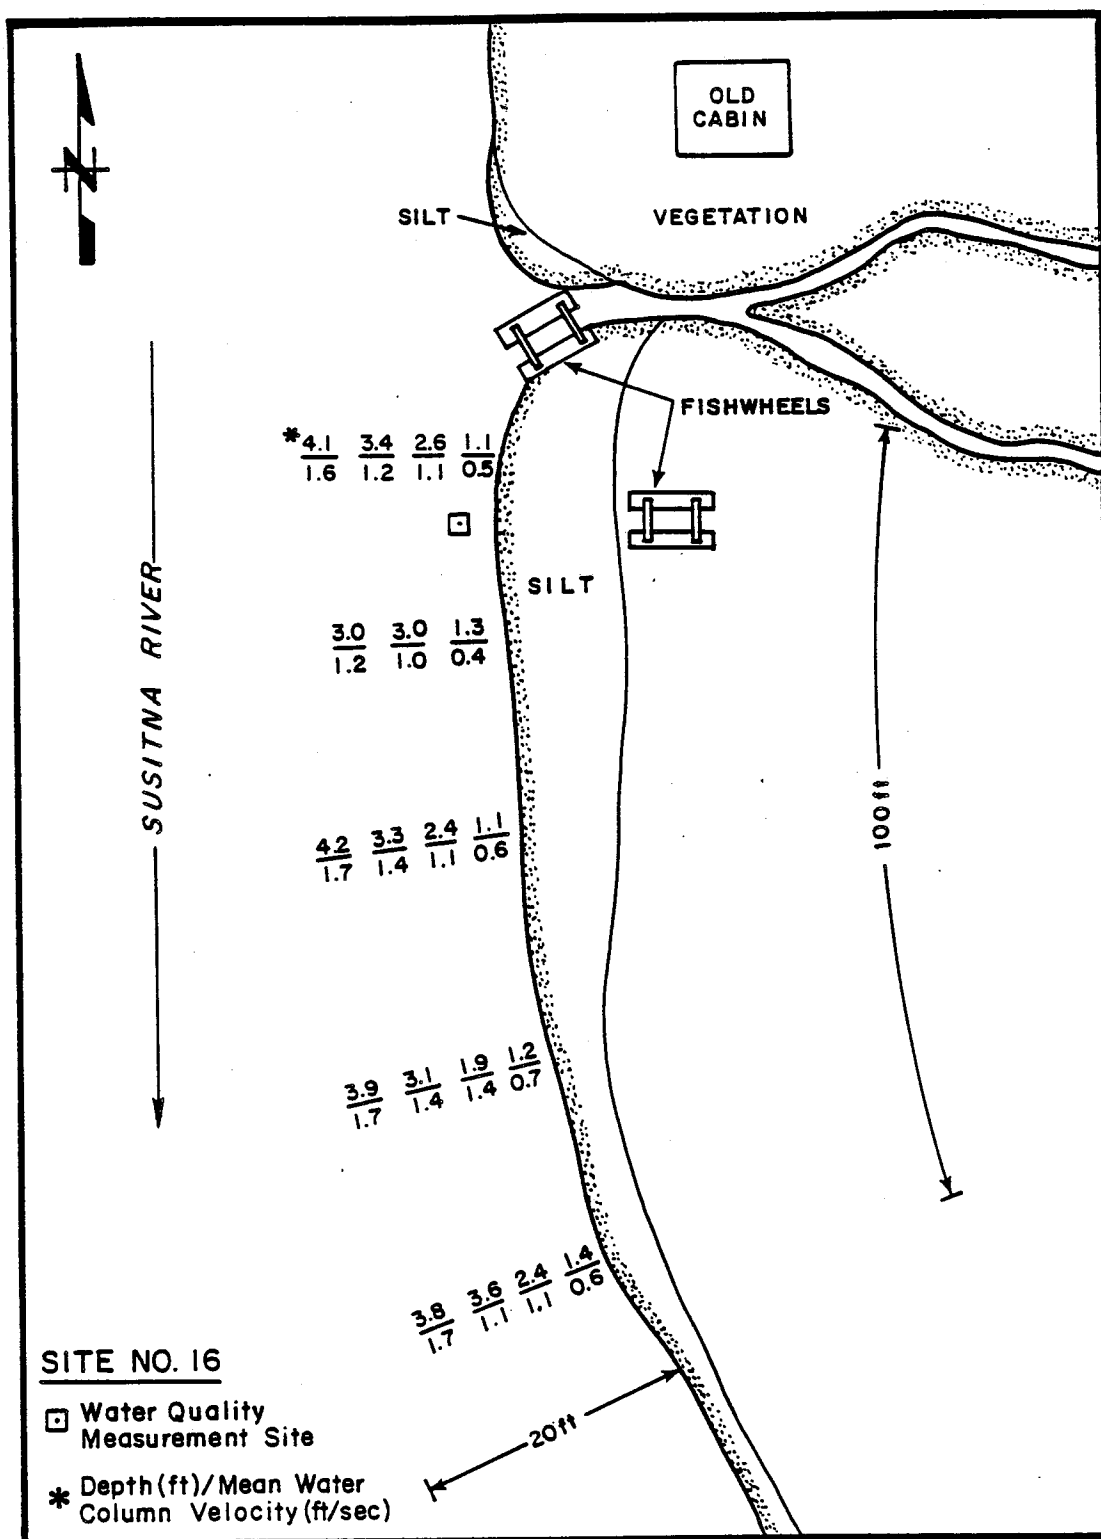 OLD
CABIN
N
SILT
VEGETATION
FISHWHEELS
*4.1 3.4 2.6 1.1
1.6 1.2 1.1 0.5
SILT
3.0 3.0 1.3
1.2 1.0 0.4
SUSITNA RIVER
100ft
4.2 3.3 2.4 1.1
1.7 1.4 1.1 0.6
3.9 3.1 1.9 1.2
1.7 1.4 1.4 0.7
3.8 3.6 2.4 1.4
1.7 1.1 1.1 0.6
20ft
SITE NO. 16
Water Quality
Measurement Site
* Depth(ft)/Mean Water
Column Velocity(ft/sec)